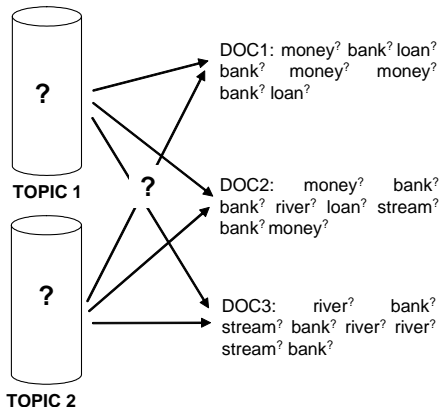 ?
TOPIC 1
?
TOPIC 2
?
DOC1: money? bank? loan?
bank? money? money?
bank? loan?
DOC2: money? bank?
bank? river? loan? stream?
bank? money?
DOC3: river? bank?
stream? bank? river? river?
stream? bank?